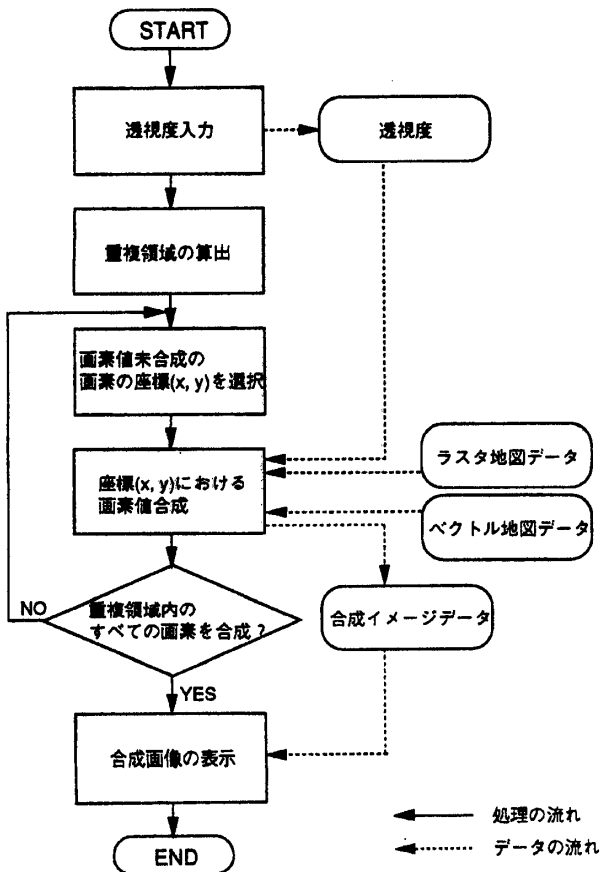 START
透視度入力
透視度
重複領域の算出
画素値未合成の
画素の座標(x, y)を選択
座標(x, y)における
画素値合成
ラスタ地図データ
ベクトル地図データ
NO
重複領域内の
すべての画素を合成？
合成イメージデータ
YES
合成画像の表示
処理の流れ
データの流れ
END